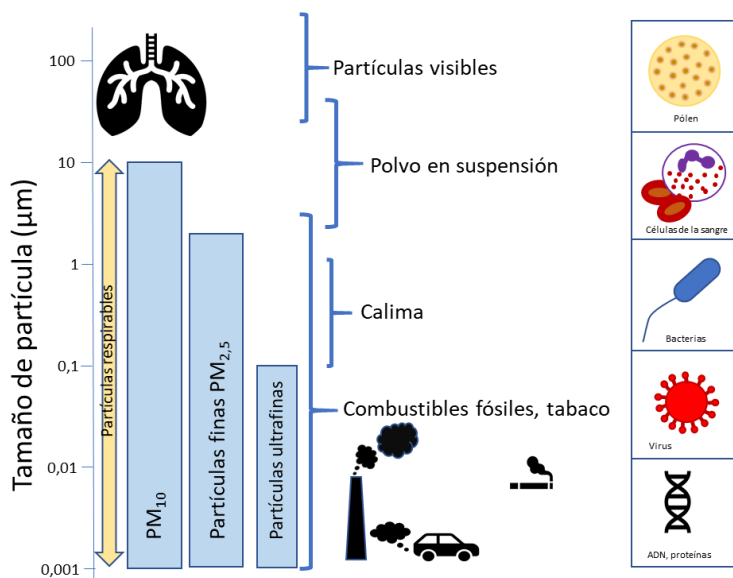 Tamaño de partícula (µm)
100
10
1
0,1
0,01
0,001
Partículas respirables
PM10
Partículas finas PM2,5
Partículas ultrafinas
Partículas visibles
Polvo en suspensión
Calima
Combustibles fósiles, tabaco
Pólen
Células de la sangre
Bacterias
Virus
ADN, proteínas